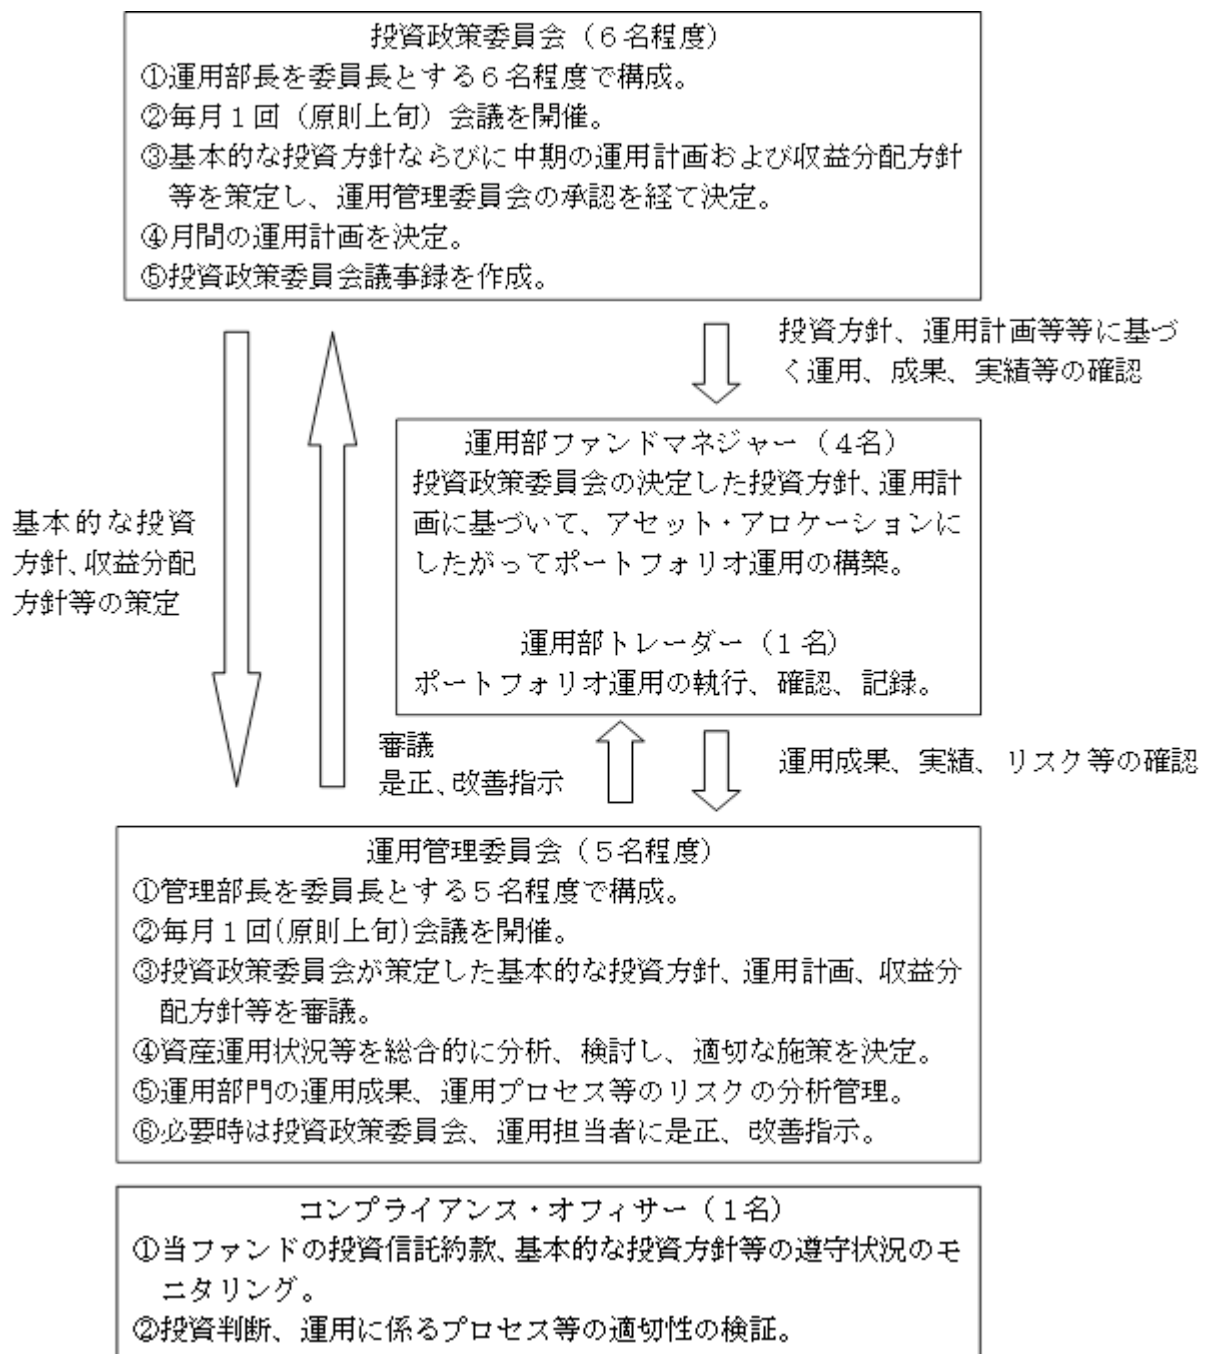 投資政策委員会（６名程度）
①運用部長を委員長とする６名程度で構成。
②毎月１回（原則上旬）会議を開催。
③基本的な投資方針ならびに中期の運用計画および収益分配方針
等を策定し、運用管理委員会の承認を経て決定。
④月間の運用計画を決定。
⑤投資政策委員会議事録を作成。
投資方針、運用計画等等に基づ
く運用、成果、実績等の確認
運用部ファンドマネジャー（４名）
投資政策委員会の決定した投資方針、運用計
画に基づいて、アセット・アロケーションに
したがってポートフォリオ運用の構築。
運用部トレーダー（１名）
ポートフォリオ運用の執行、確認、記録。
基本的な投資
方針、収益分配
方針等の策定
審議
是正、改善指示
運用成果、実績、リスク等の確認
運用管理委員会（５名程度）
①管理部長を委員長とする５名程度で構成。
②毎月１回(原則上旬)会議を開催。
③投資政策委員会が策定した基本的な投資方針、運用計画、収益分
配方針等を審議。
④資産運用状況等を総合的に分析、検討し、適切な施策を決定。
⑤運用部門の運用成果、運用プロセス等のリスクの分析管理。
⑥必要時は投資政策委員会、運用担当者に是正、改善指示。
コンプライアンス・オフィサー（１名）
①当ファンドの投資信託約款、基本的な投資方針等の遵守状況のモ
ニタリング。
②投資判断、運用に係るプロセス等の適切性の検証。